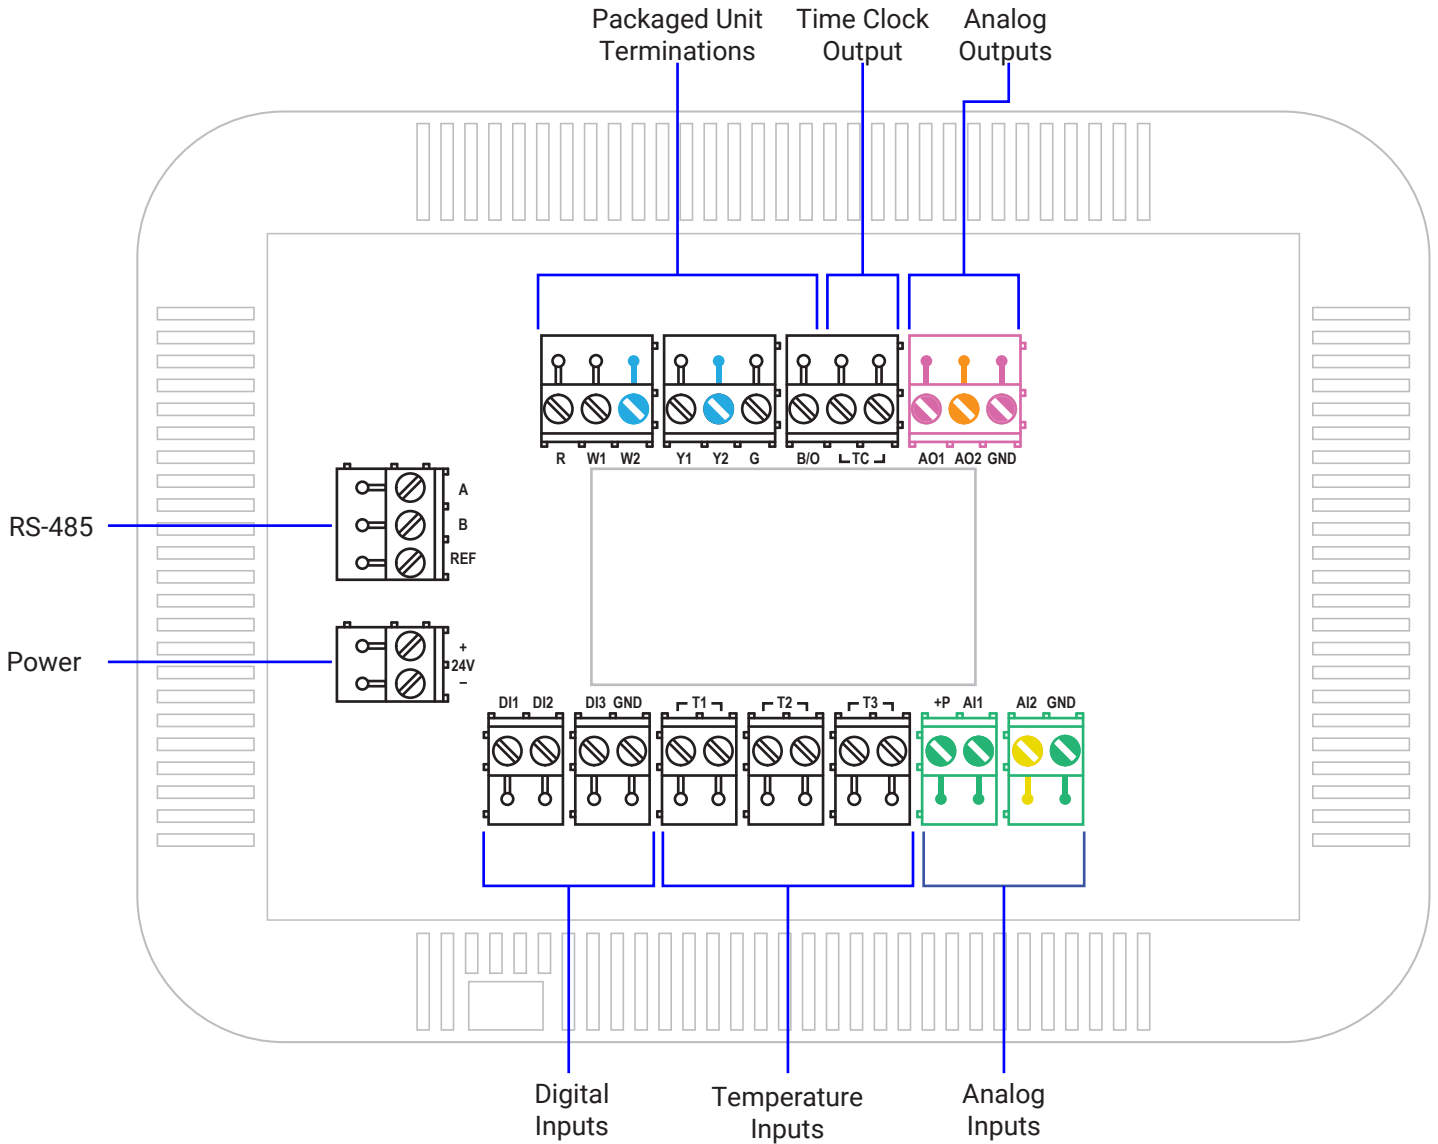 Packaged Unit
Terminations
Time Clock
Output
Analog
Outputs
R W1 W2 Y1 Y2 G B/O TC AO1 AO2 GND
RS-485
A
B
REF
Power
+
24V
−
DI1 DI2 DI3 GND T1 T2 T3 +P AI1 AI2 GND
Digital
Inputs
Temperature
Inputs
Analog
Inputs